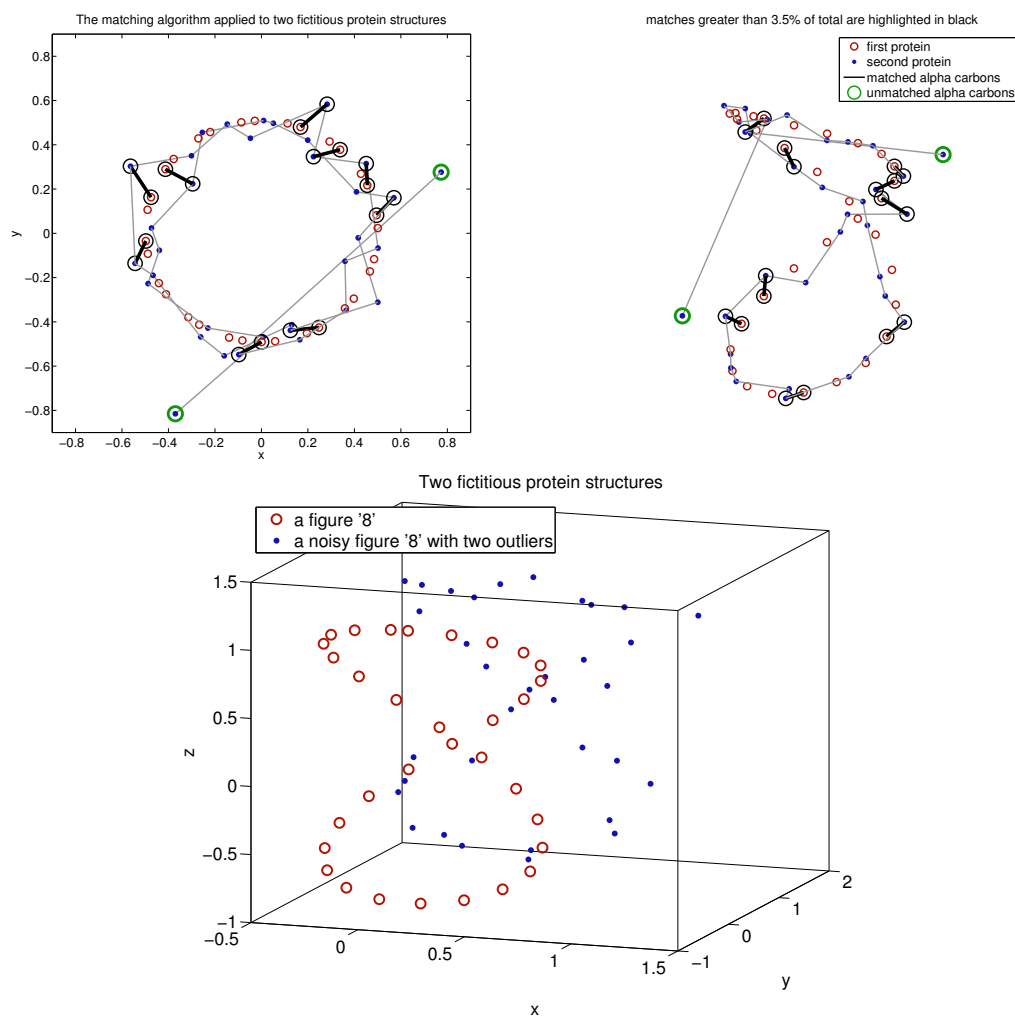 The matching algorithm applied to two fictitious protein structures
0.8
0.6
0.4
0.2
0
−0.2
−0.4
−0.6
−0.8
y
−0.8 −0.6 −0.4 −0.2 0 0.2 0.4 0.6 0.8
x
matches greater than 3.5% of total are highlighted in black
first protein
second protein
matched alpha carbons
unmatched alpha carbons
Two fictitious protein structures
a figure '8'
a noisy figure '8' with two outliers
1.5
1
0.5
0
−0.5
−1
z
−0.5 0 0.5 1 1.5
x
−1 0 1 2
y